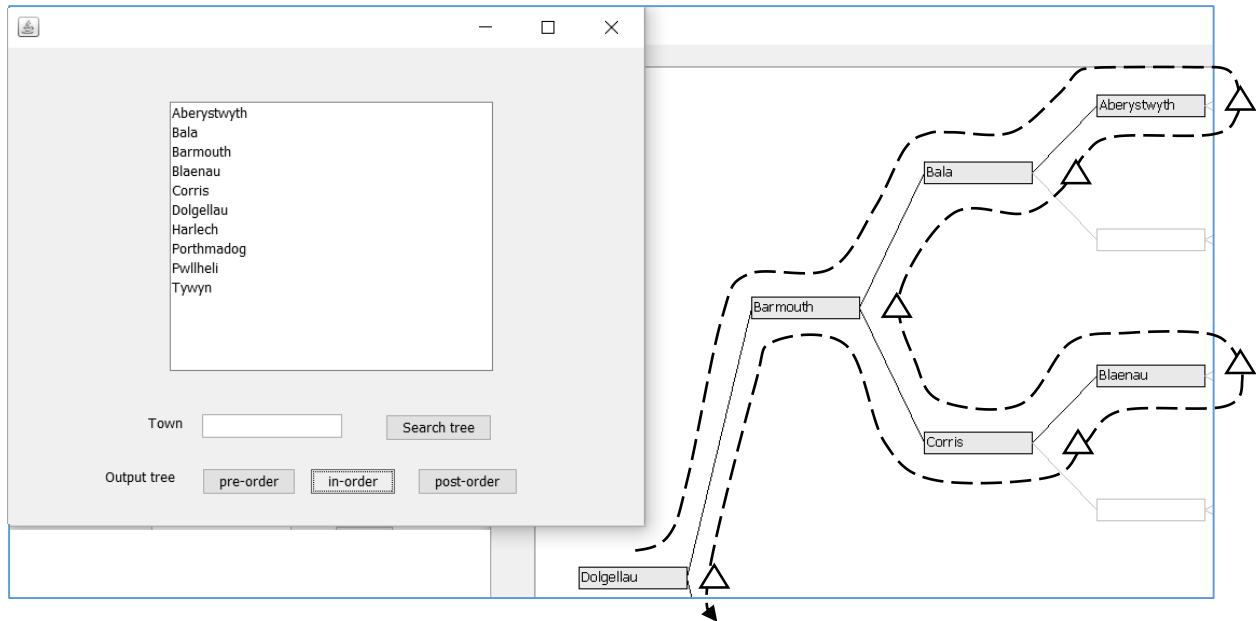 Aberystwyth
Bala
Barmouth
Blaenau
Corris
Dolgellau
Harlech
Porthmadog
Pwllheli
Tywyn
Town
Search tree
Output tree
pre-order
in-order
post-order
Aberystwyth
Bala
Barmouth
Blaenau
Corris
Dolgellau